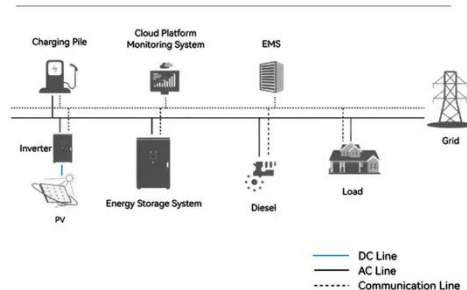 Charging Pile
Cloud Platform
Monitoring System
EMS
Grid
Inverter
PV
Energy Storage System
Diesel
Load
DC Line
AC Line
Communication Line